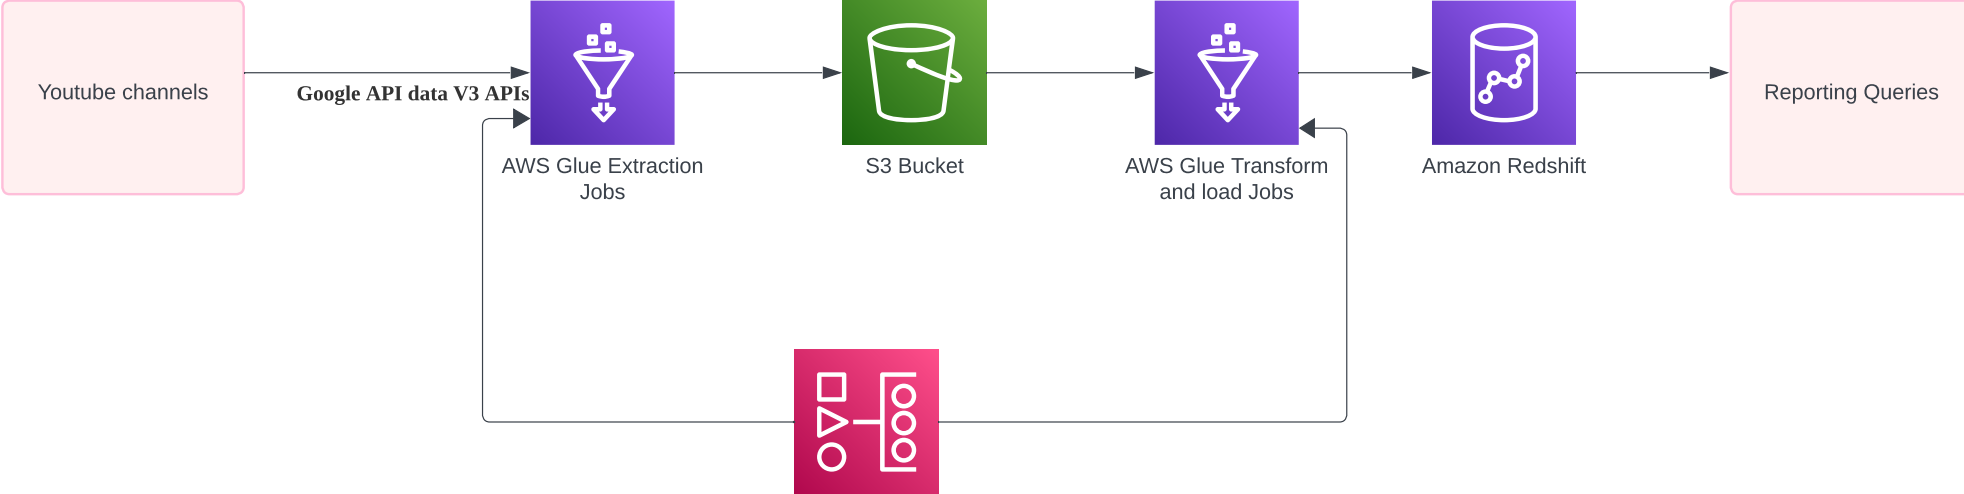 Youtube channels
Google API data V3 APIs
AWS Glue Extraction
Jobs
S3 Bucket
AWS Glue Transform
and load Jobs
Amazon Redshift
Reporting Queries